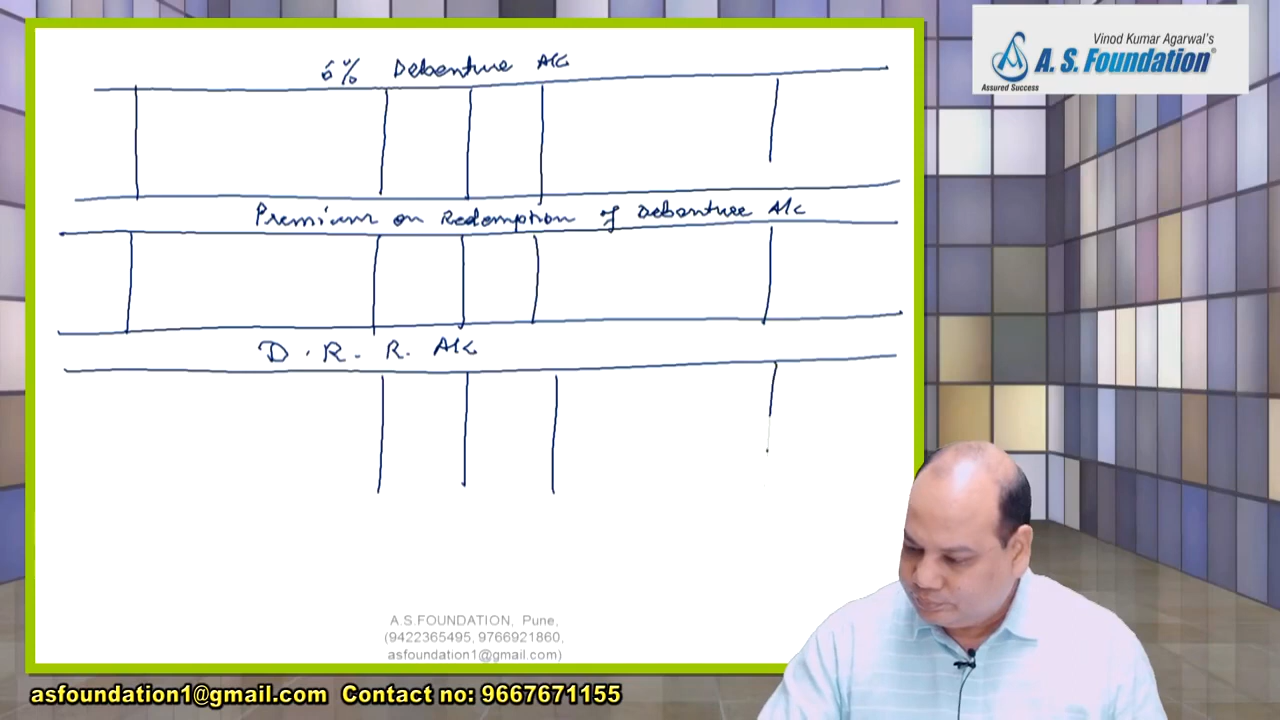 Vinod Kumar Agarwal's
A. S. Foundation®
Assured Success
6% Debenture A/c
Premium on Redemption of Debenture A/c
D. R. R. A/c
A.S.FOUNDATION, Pune,
(9422365495, 9766921860,
asfoundation1@gmail.com)
asfoundation1@gmail.com Contact no: 9667671155